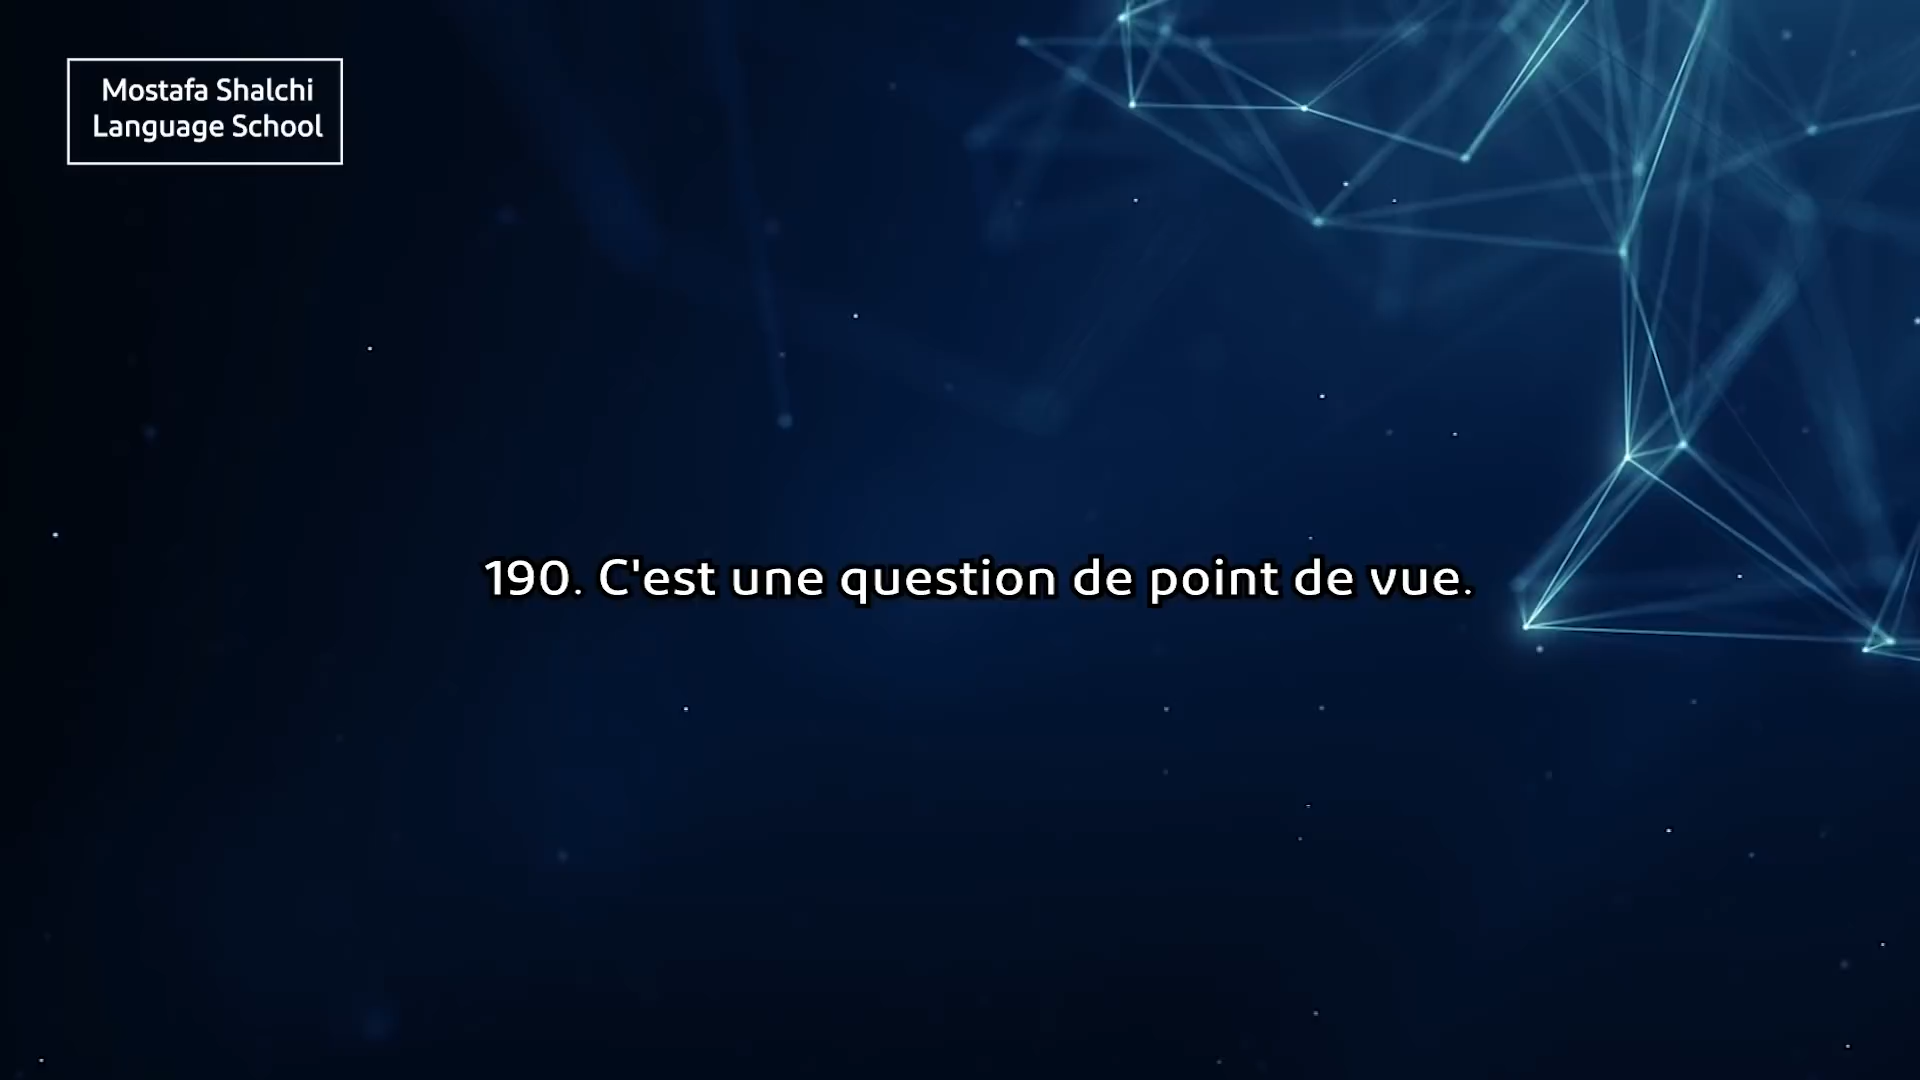 Mostafa Shalchi
Language School
190. C'est une question de point de vue.